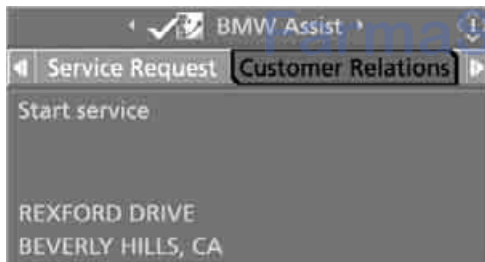 BMW Assist
Service Request Customer Relations
Start service
REXFORD DRIVE
BEVERLY HILLS, CA